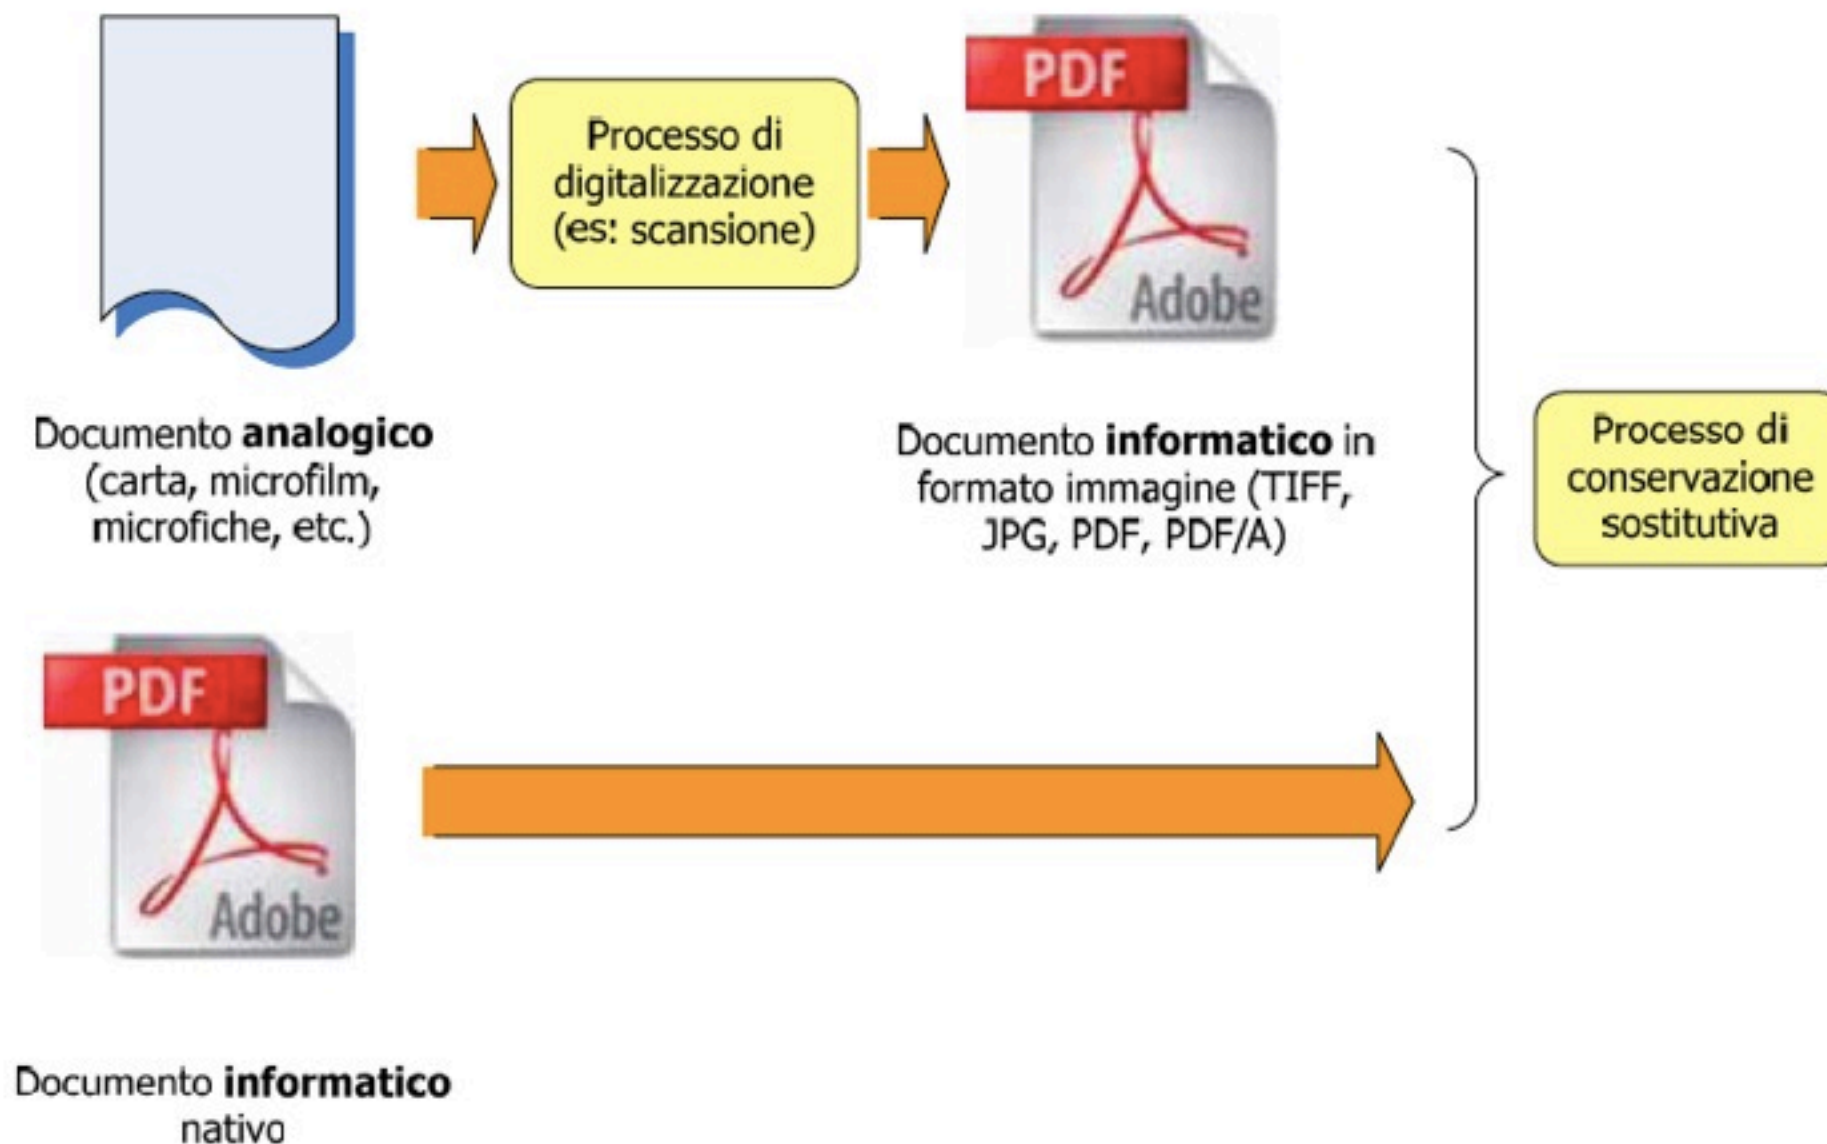 Processo di
digitalizzazione
(es: scansione)
PDF
Adobe
Documento analogico
(carta, microfilm,
microfiche, etc.)
Documento informatico in
formato immagine (TIFF,
JPG, PDF, PDF/A)
Processo di
conservazione
sostitutiva
PDF
Adobe
Documento informatico
nativo